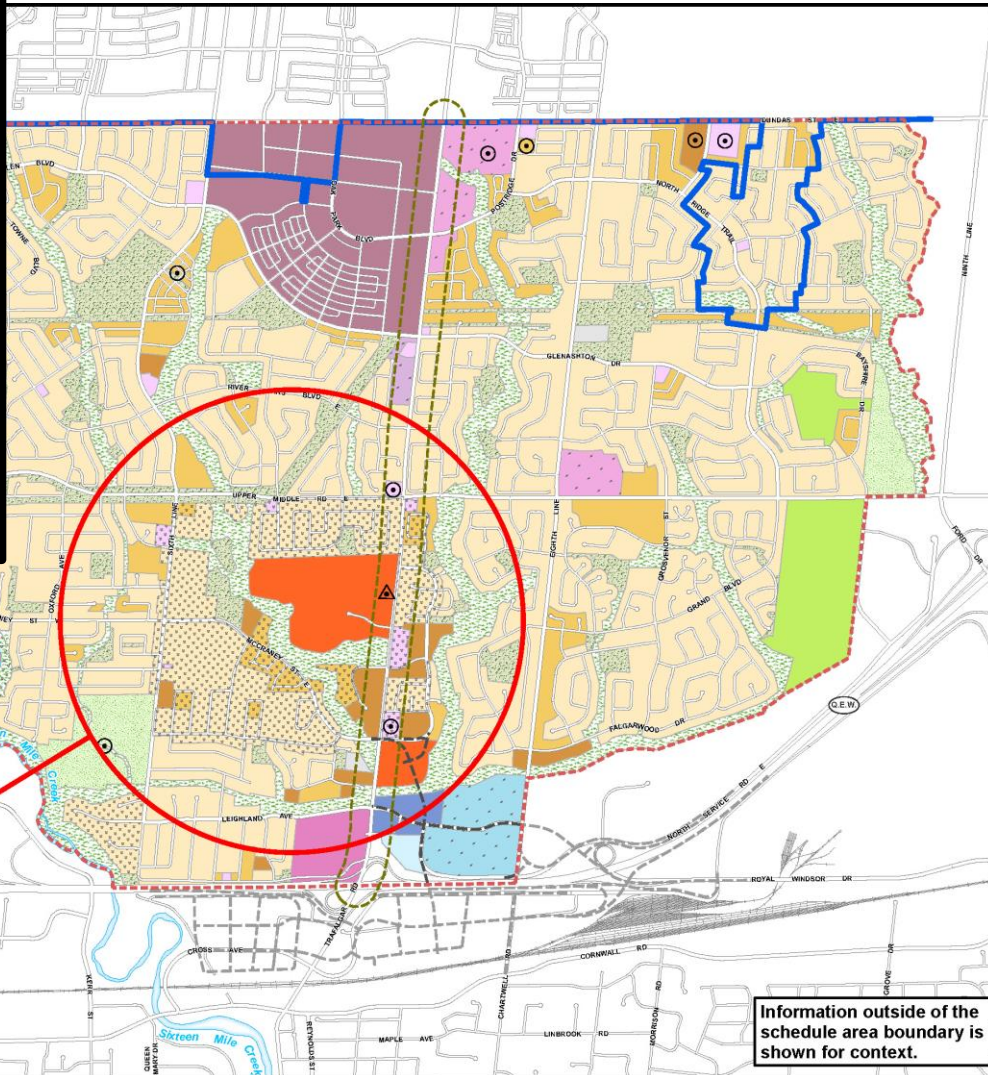 DUNDAS ST E
BLVD
TOWNE
BLVD
OAK
PARK
BLVD
POSTRIDGE
DR
NORTH
RIDGE
TRAIL
NINTH LINE
GLENASHTON
DR
BAYSHIRE
DR
RIVER
BLVD E
UPPER MIDDLE RD E
SIXTH LINE
EIGHTH LINE
GROSVENOR ST
GRAND BLVD
FORD DR
OXFORD AVE
MCCRANEY ST E
Q.E.W.
FALGARWOOD DR
Mile
Creek
LEIGHLAND AVE
NORTH SERVICE RD E
ROYAL WINDSOR DR
TRAFALGAR RD
CROSS AVE
CORNWALL RD
CHARTWELL RD
KERR ST
MORRISON RD
GROVE DR
QUEEN
MARY DR
Sixteen Mile Creek
REYNOLDS ST
MAPLE AVE
LINBROOK RD
Information outside of the
schedule area boundary is
shown for context.